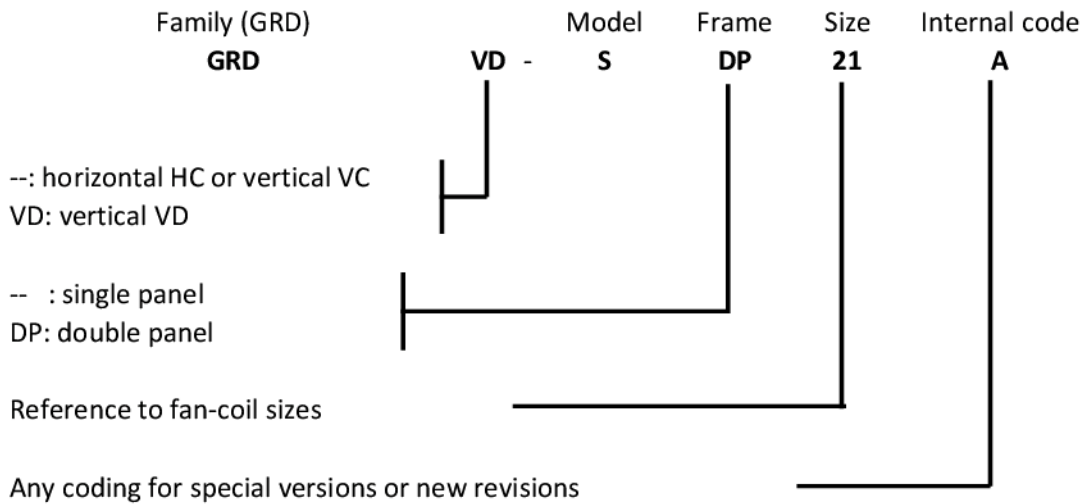 Family (GRD) Model Frame Size Internal code
GRD VD - S DP 21 A
--: horizontal HC or vertical VC
VD: vertical VD
-- : single panel
DP: double panel
Reference to fan-coil sizes
Any coding for special versions or new revisions